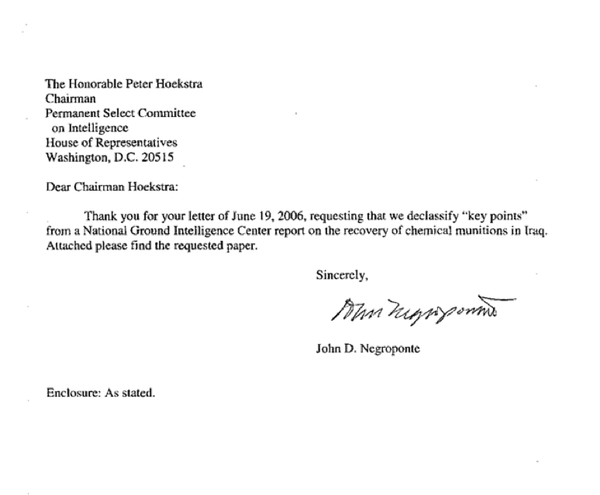 The Honorable Peter Hoekstra
Chairman
Permanent Select Committee
on Intelligence
House of Representatives
Washington, D.C. 20515
Dear Chairman Hoekstra:
Thank you for your letter of June 19, 2006, requesting that we declassify “key points”
from a National Ground Intelligence Center report on the recovery of chemical munitions in Iraq.
Attached please find the requested paper.
Sincerely,
John Negroponte
John D. Negroponte
Enclosure: As stated.